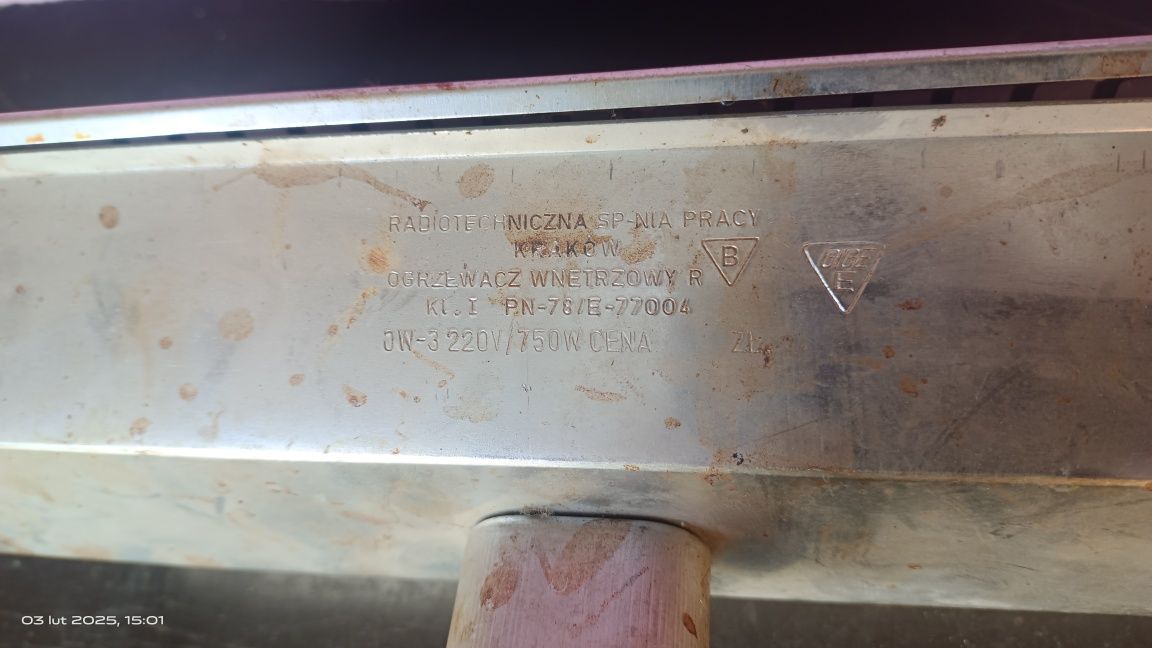 RADIOTECHNICZNA SP-NIA PRACY
KRAKÓW
OGRZEWACZ WNĘTRZOWY R
B
E
KL.I PN-78/E-77004
OW-3 220V/750W CENA ZŁ
03 lut 2025, 15:01